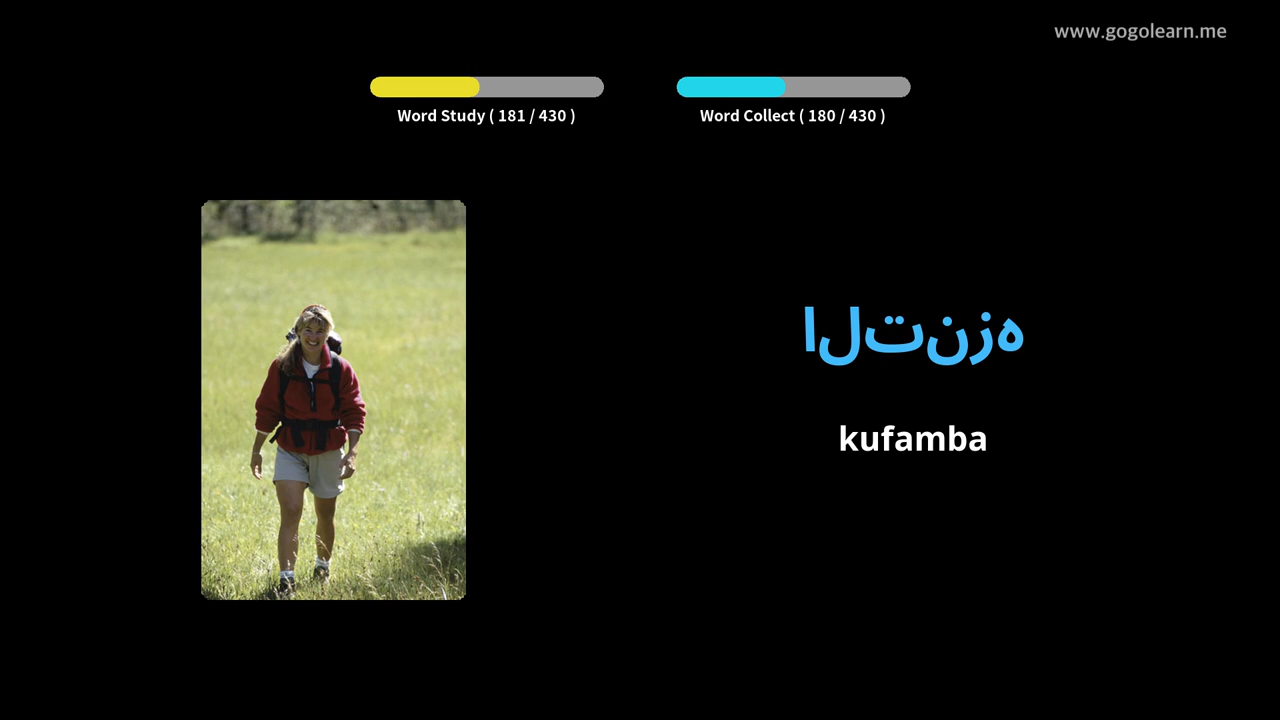 www.gogolearn.me
Word Study ( 181 / 430 )
Word Collect ( 180 / 430 )
التنزه
kufamba